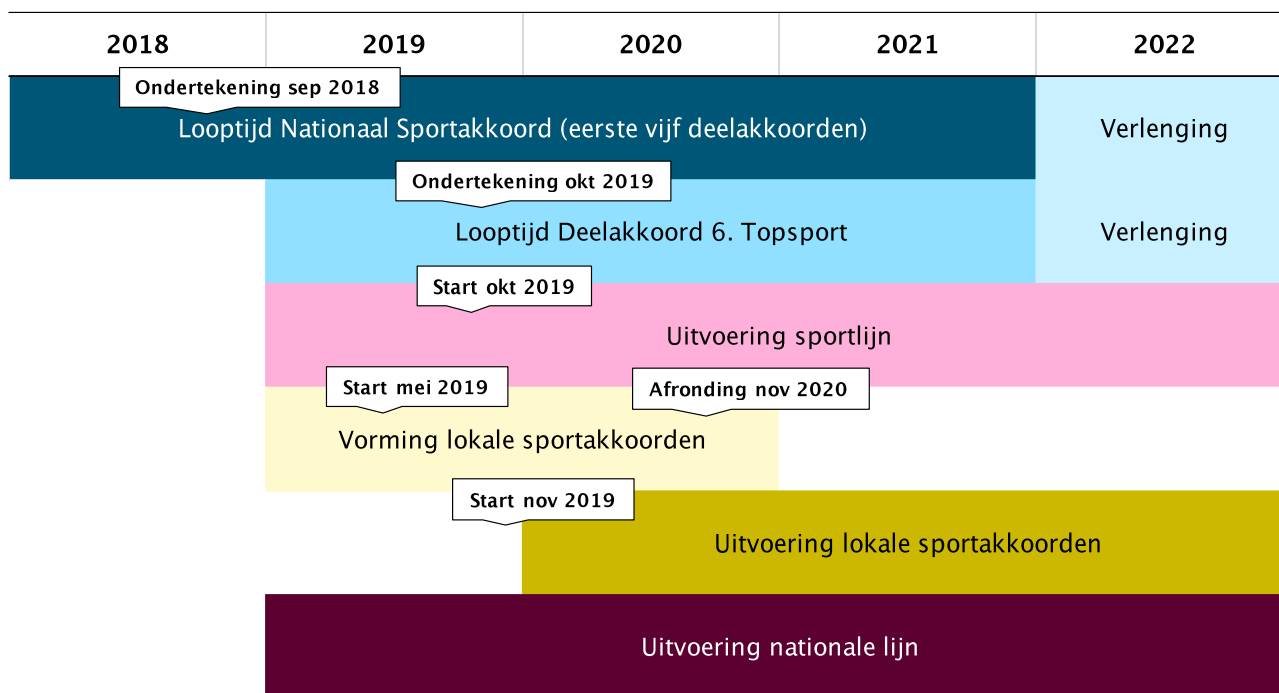 2018 2019 2020 2021 2022
Ondertekening sep 2018
Looptijd Nationaal Sportakkoord (eerste vijf deelakkoorden) Verlenging
Ondertekening okt 2019
Looptijd Deelakkoord 6. Topsport Verlenging
Start okt 2019
Uitvoering sportlijn
Start mei 2019 Afronding nov 2020
Vorming lokale sportakkoorden
Start nov 2019
Uitvoering lokale sportakkoorden
Uitvoering nationale lijn